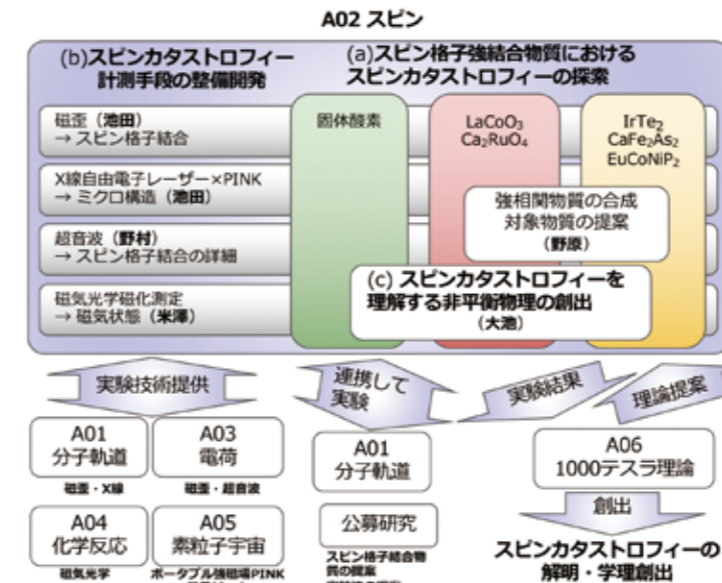 A02 スピン
(b)スピンカタストロフィー
計測手段の整備開発
(a)スピン格子強結合物質における
スピンカタストロフィーの探索
磁歪（池田）
→ スピン格子結合
X線自由電子レーザー×PINK
→ ミクロ構造（池田）
超音波（野村）
→ スピン格子結合の詳細
磁気光学磁化測定
→ 磁気状態（米澤）
固体酸素
LaCoO₃
Ca₂RuO₄
IrTe₂
CaFe₂As₂
EuCoNiP₂
強相関物質の合成
対象物質の提案
（野原）
(c) スピンカタストロフィーを
理解する非平衡物理の創出
（大池）
実験技術提供
連携して
実験
実験結果
理論提案
A01
分子軌道
磁歪・X線
A03
電荷
磁歪・超音波
A04
化学反応
磁気光学
A05
素粒子宇宙
ポータブル強磁場PINK
A01
分子軌道
公募研究
スピン格子結合物
質の提案
A06
1000テスラ理論
創出
スピンカタストロフィーの
解明・学理創出